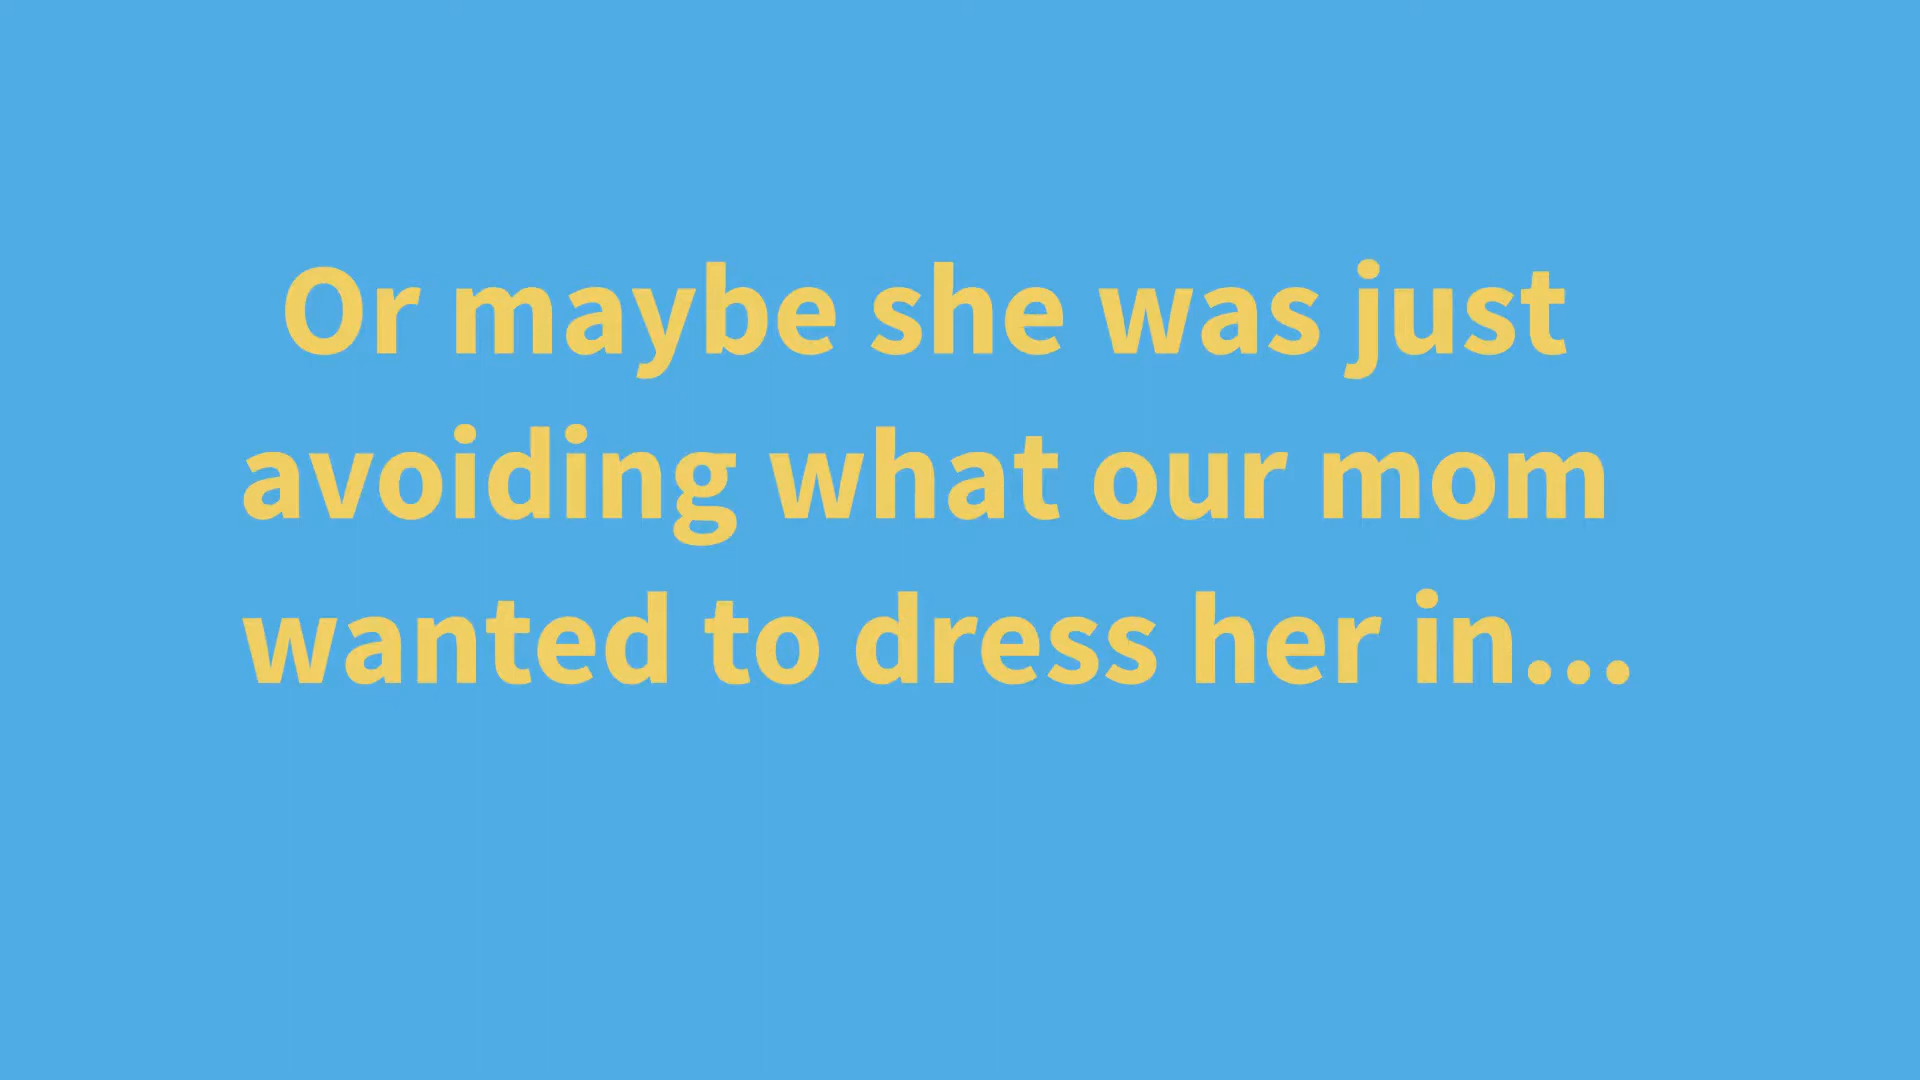 Or maybe she was just
avoiding what our mom
wanted to dress her in...